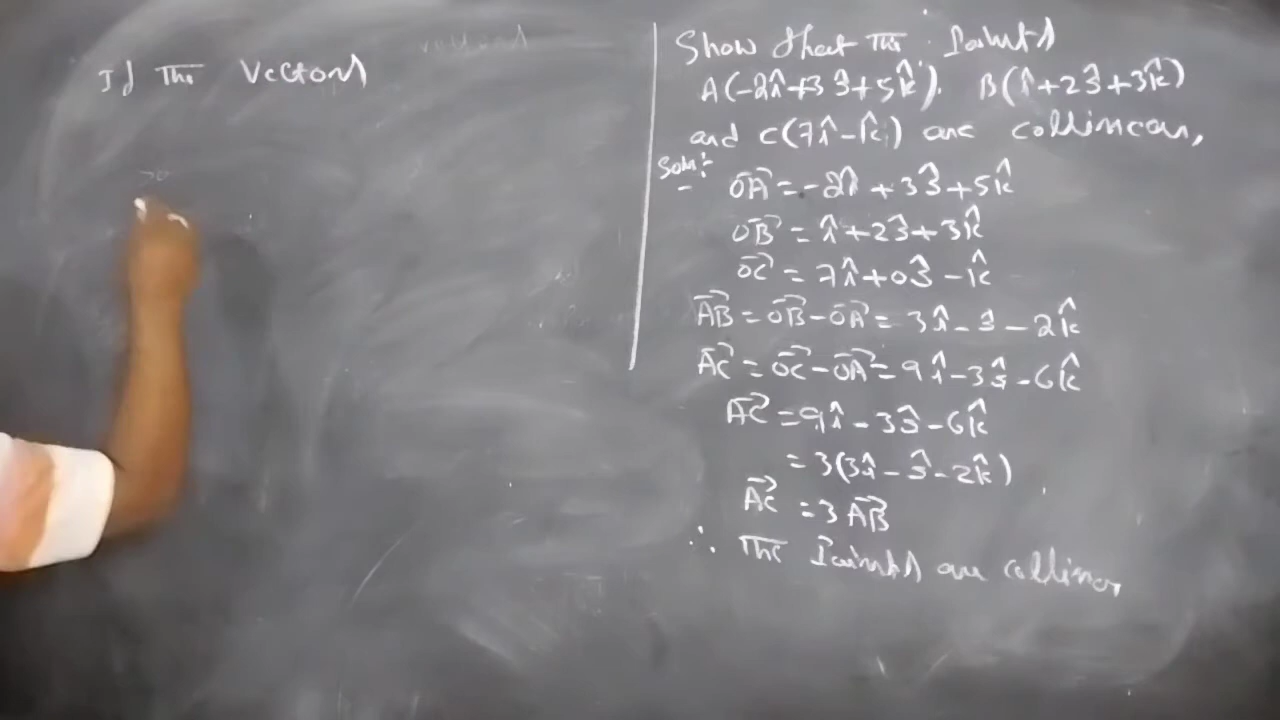 If The Vectors
Show that the Points
A(-2î+3ĵ+5k̂). B(î+2ĵ+3k̂)
and C(7î-k̂) are collinear,
Soln:-
OA⃗ = -2î + 3ĵ + 5k̂
OB⃗ = î + 2ĵ + 3k̂
OC⃗ = 7î + 0ĵ - k̂
AB⃗ = OB⃗ - OA⃗ = 3î - ĵ - 2k̂
AC⃗ = OC⃗ - OA⃗ = 9î - 3ĵ - 6k̂
AC⃗ = 9î - 3ĵ - 6k̂
= 3(3î - ĵ - 2k̂)
AC⃗ = 3 AB⃗
∴ The Points are collinear